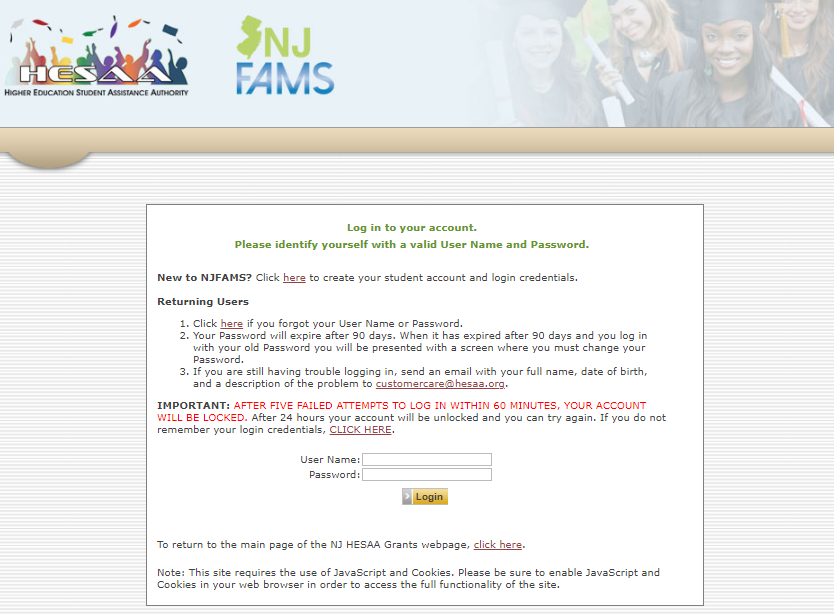 HESAA
HIGHER EDUCATION STUDENT ASSISTANCE AUTHORITY
NJ
FAMS
Log in to your account.
Please identify yourself with a valid User Name and Password.
New to NJFAMS? Click here to create your student account and login credentials.
Returning Users
1. Click here if you forgot your User Name or Password.
2. Your Password will expire after 90 days. When it has expired after 90 days and you log in
with your old Password you will be presented with a screen where you must change your
Password.
3. If you are still having trouble logging in, send an email with your full name, date of birth,
and a description of the problem to customercare@hesaa.org.
IMPORTANT: AFTER FIVE FAILED ATTEMPTS TO LOG IN WITHIN 60 MINUTES, YOUR ACCOUNT
WILL BE LOCKED. After 24 hours your account will be unlocked and you can try again. If you do not
remember your login credentials, CLICK HERE.
User Name:
Password:
Login
To return to the main page of the NJ HESAA Grants webpage, click here.
Note: This site requires the use of JavaScript and Cookies. Please be sure to enable JavaScript and
Cookies in your web browser in order to access the full functionality of the site.